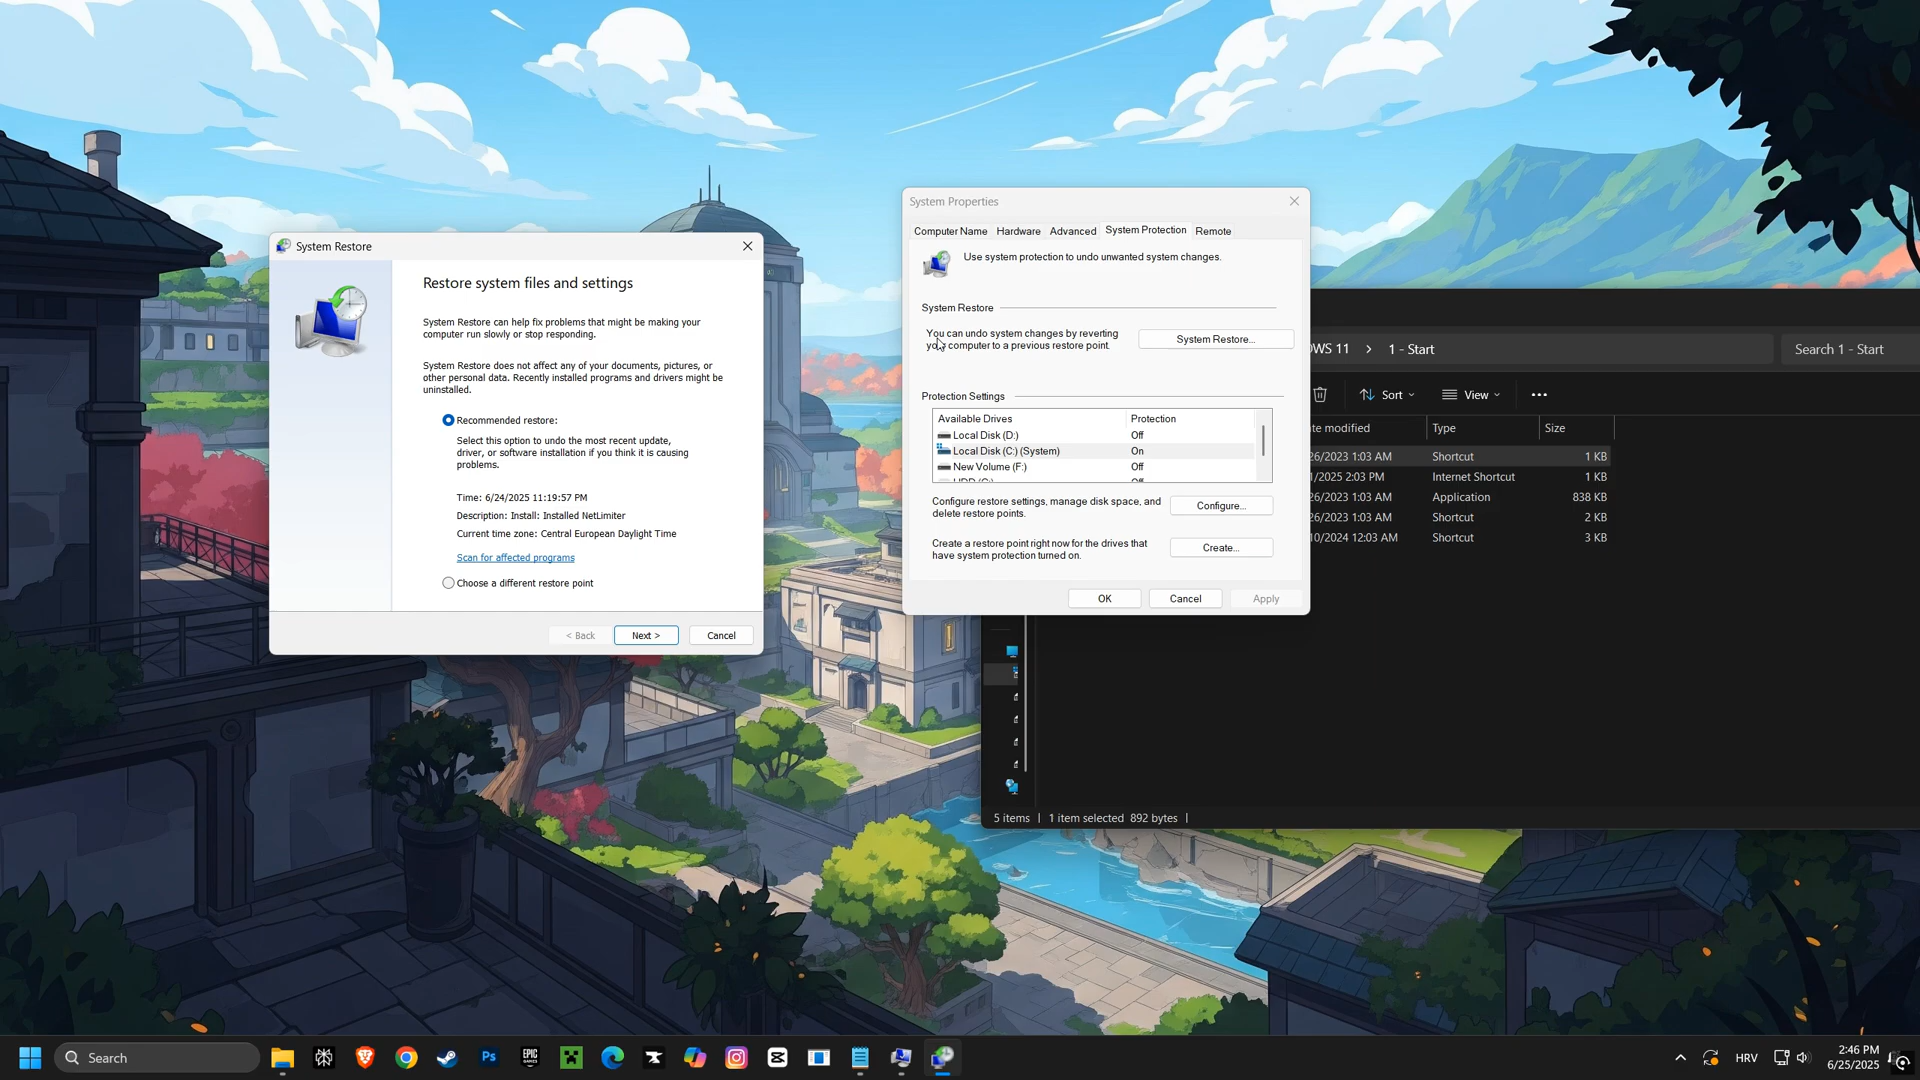 System Restore
Restore system files and settings
System Restore can help fix problems that might be making your
computer run slowly or stop responding.
System Restore does not affect any of your documents, pictures, or
other personal data. Recently installed programs and drivers might be
uninstalled.
Recommended restore:
Select this option to undo the most recent update,
driver, or software installation if you think it is causing
problems.
Time: 6/24/2025 11:19:57 PM
Description: Install: Installed NetLimiter
Current time zone: Central European Daylight Time
Scan for affected programs
Choose a different restore point
< Back
Next >
Cancel
System Properties
Computer Name Hardware Advanced System Protection Remote
Use system protection to undo unwanted system changes.
System Restore
You can undo system changes by reverting
your computer to a previous restore point.
System Restore...
Protection Settings
Available Drives Protection
Local Disk (D:) Off
Local Disk (C:) (System) On
New Volume (F:) Off
Configure restore settings, manage disk space, and
delete restore points.
Configure...
Create a restore point right now for the drives that
have system protection turned on.
Create...
OK
Cancel
Apply
OWS 11 > 1 - Start
Search 1 - Start
Sort
View
te modified Type Size
26/2023 1:03 AM Shortcut 1 KB
1/2025 2:03 PM Internet Shortcut 1 KB
26/2023 1:03 AM Application 838 KB
26/2023 1:03 AM Shortcut 2 KB
10/2024 12:03 AM Shortcut 3 KB
5 items | 1 item selected 892 bytes |
Search
Ps
EPIC
GAMES
HRV
2:46 PM
6/25/2025